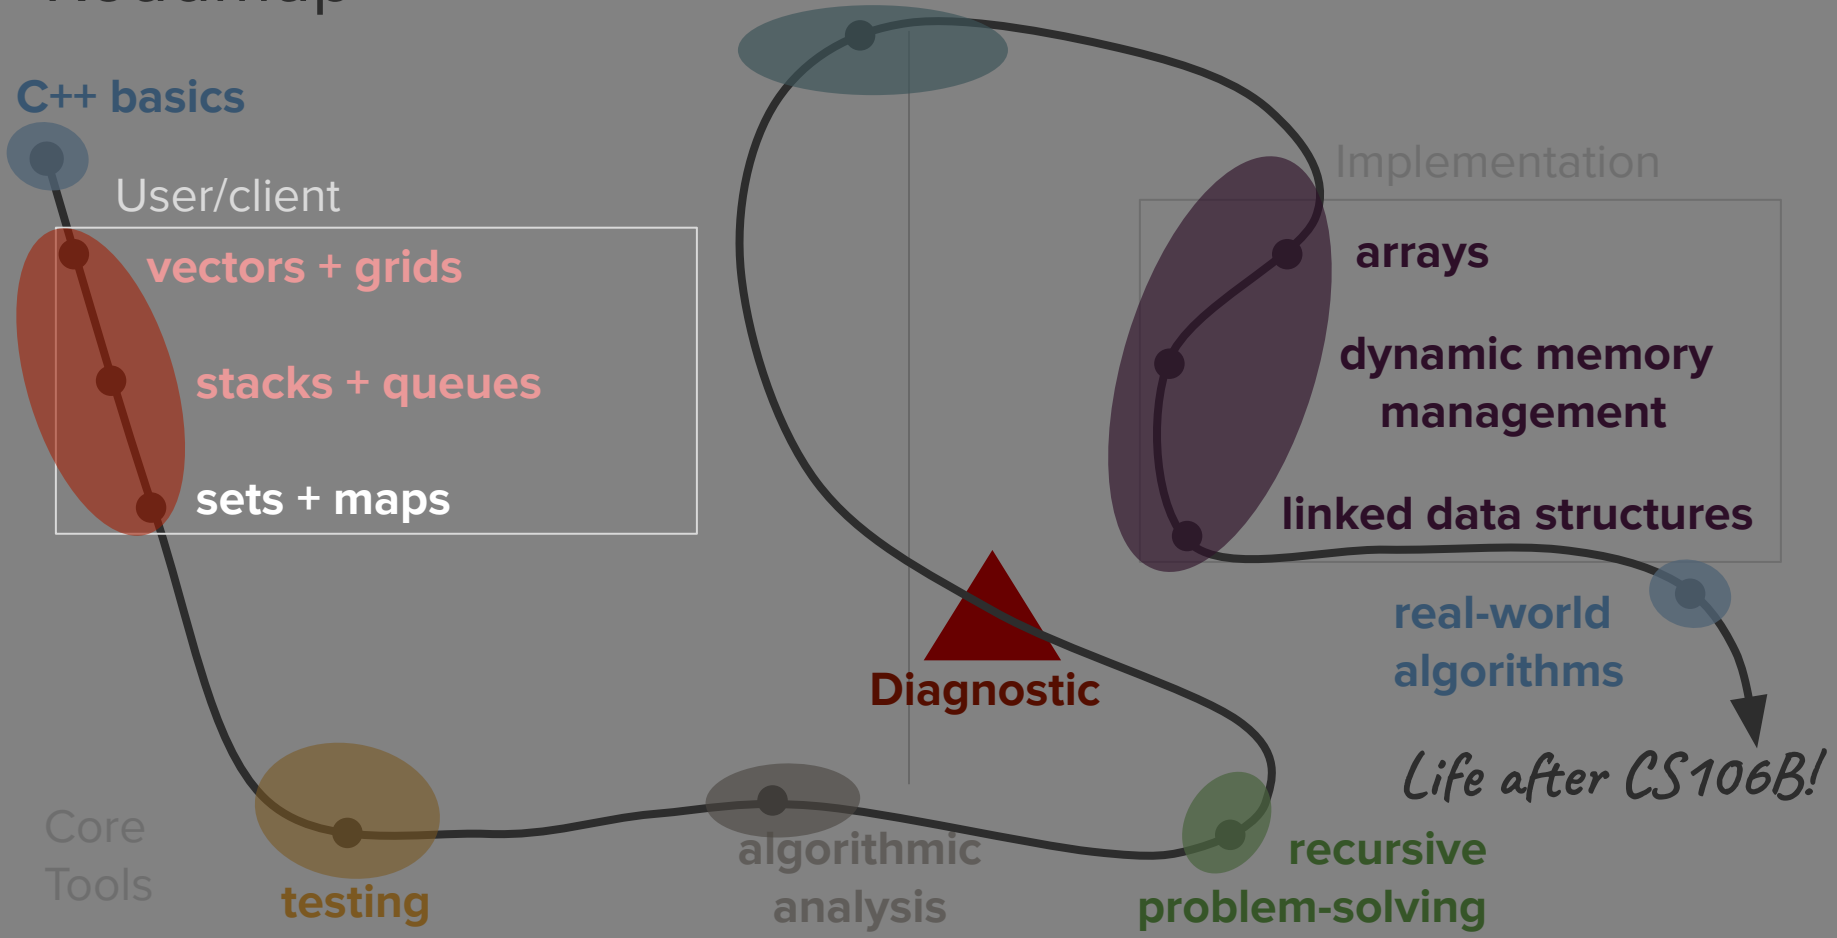 Roadmap
C++ basics
User/client
vectors + grids
stacks + queues
sets + maps
Core
Tools
testing
algorithmic
analysis
Diagnostic
recursive
problem-solving
Implementation
arrays
dynamic memory
management
linked data structures
real-world
algorithms
Life after CS106B!